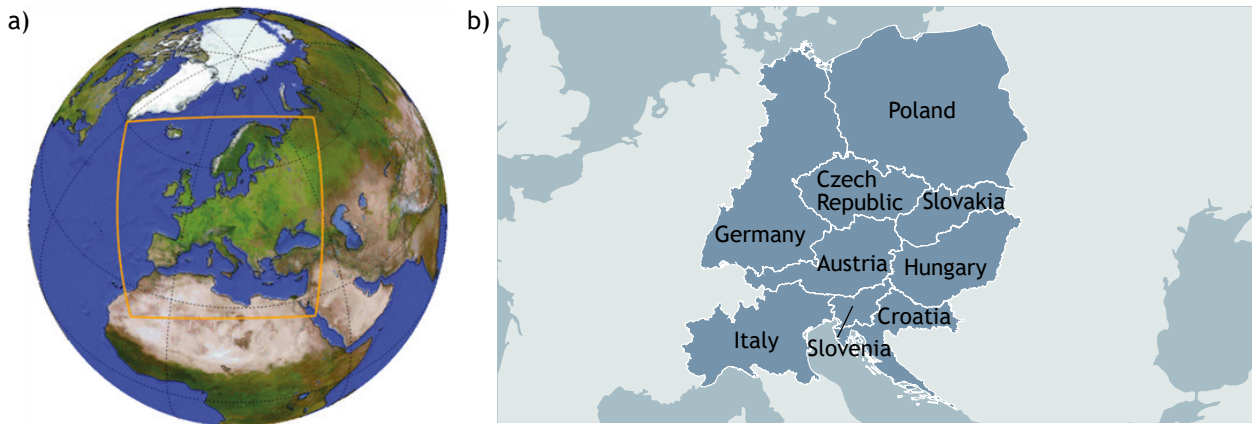 a)
b)
Poland
Czech
Republic
Slovakia
Germany
Austria
Hungary
Croatia
Italy
Slovenia